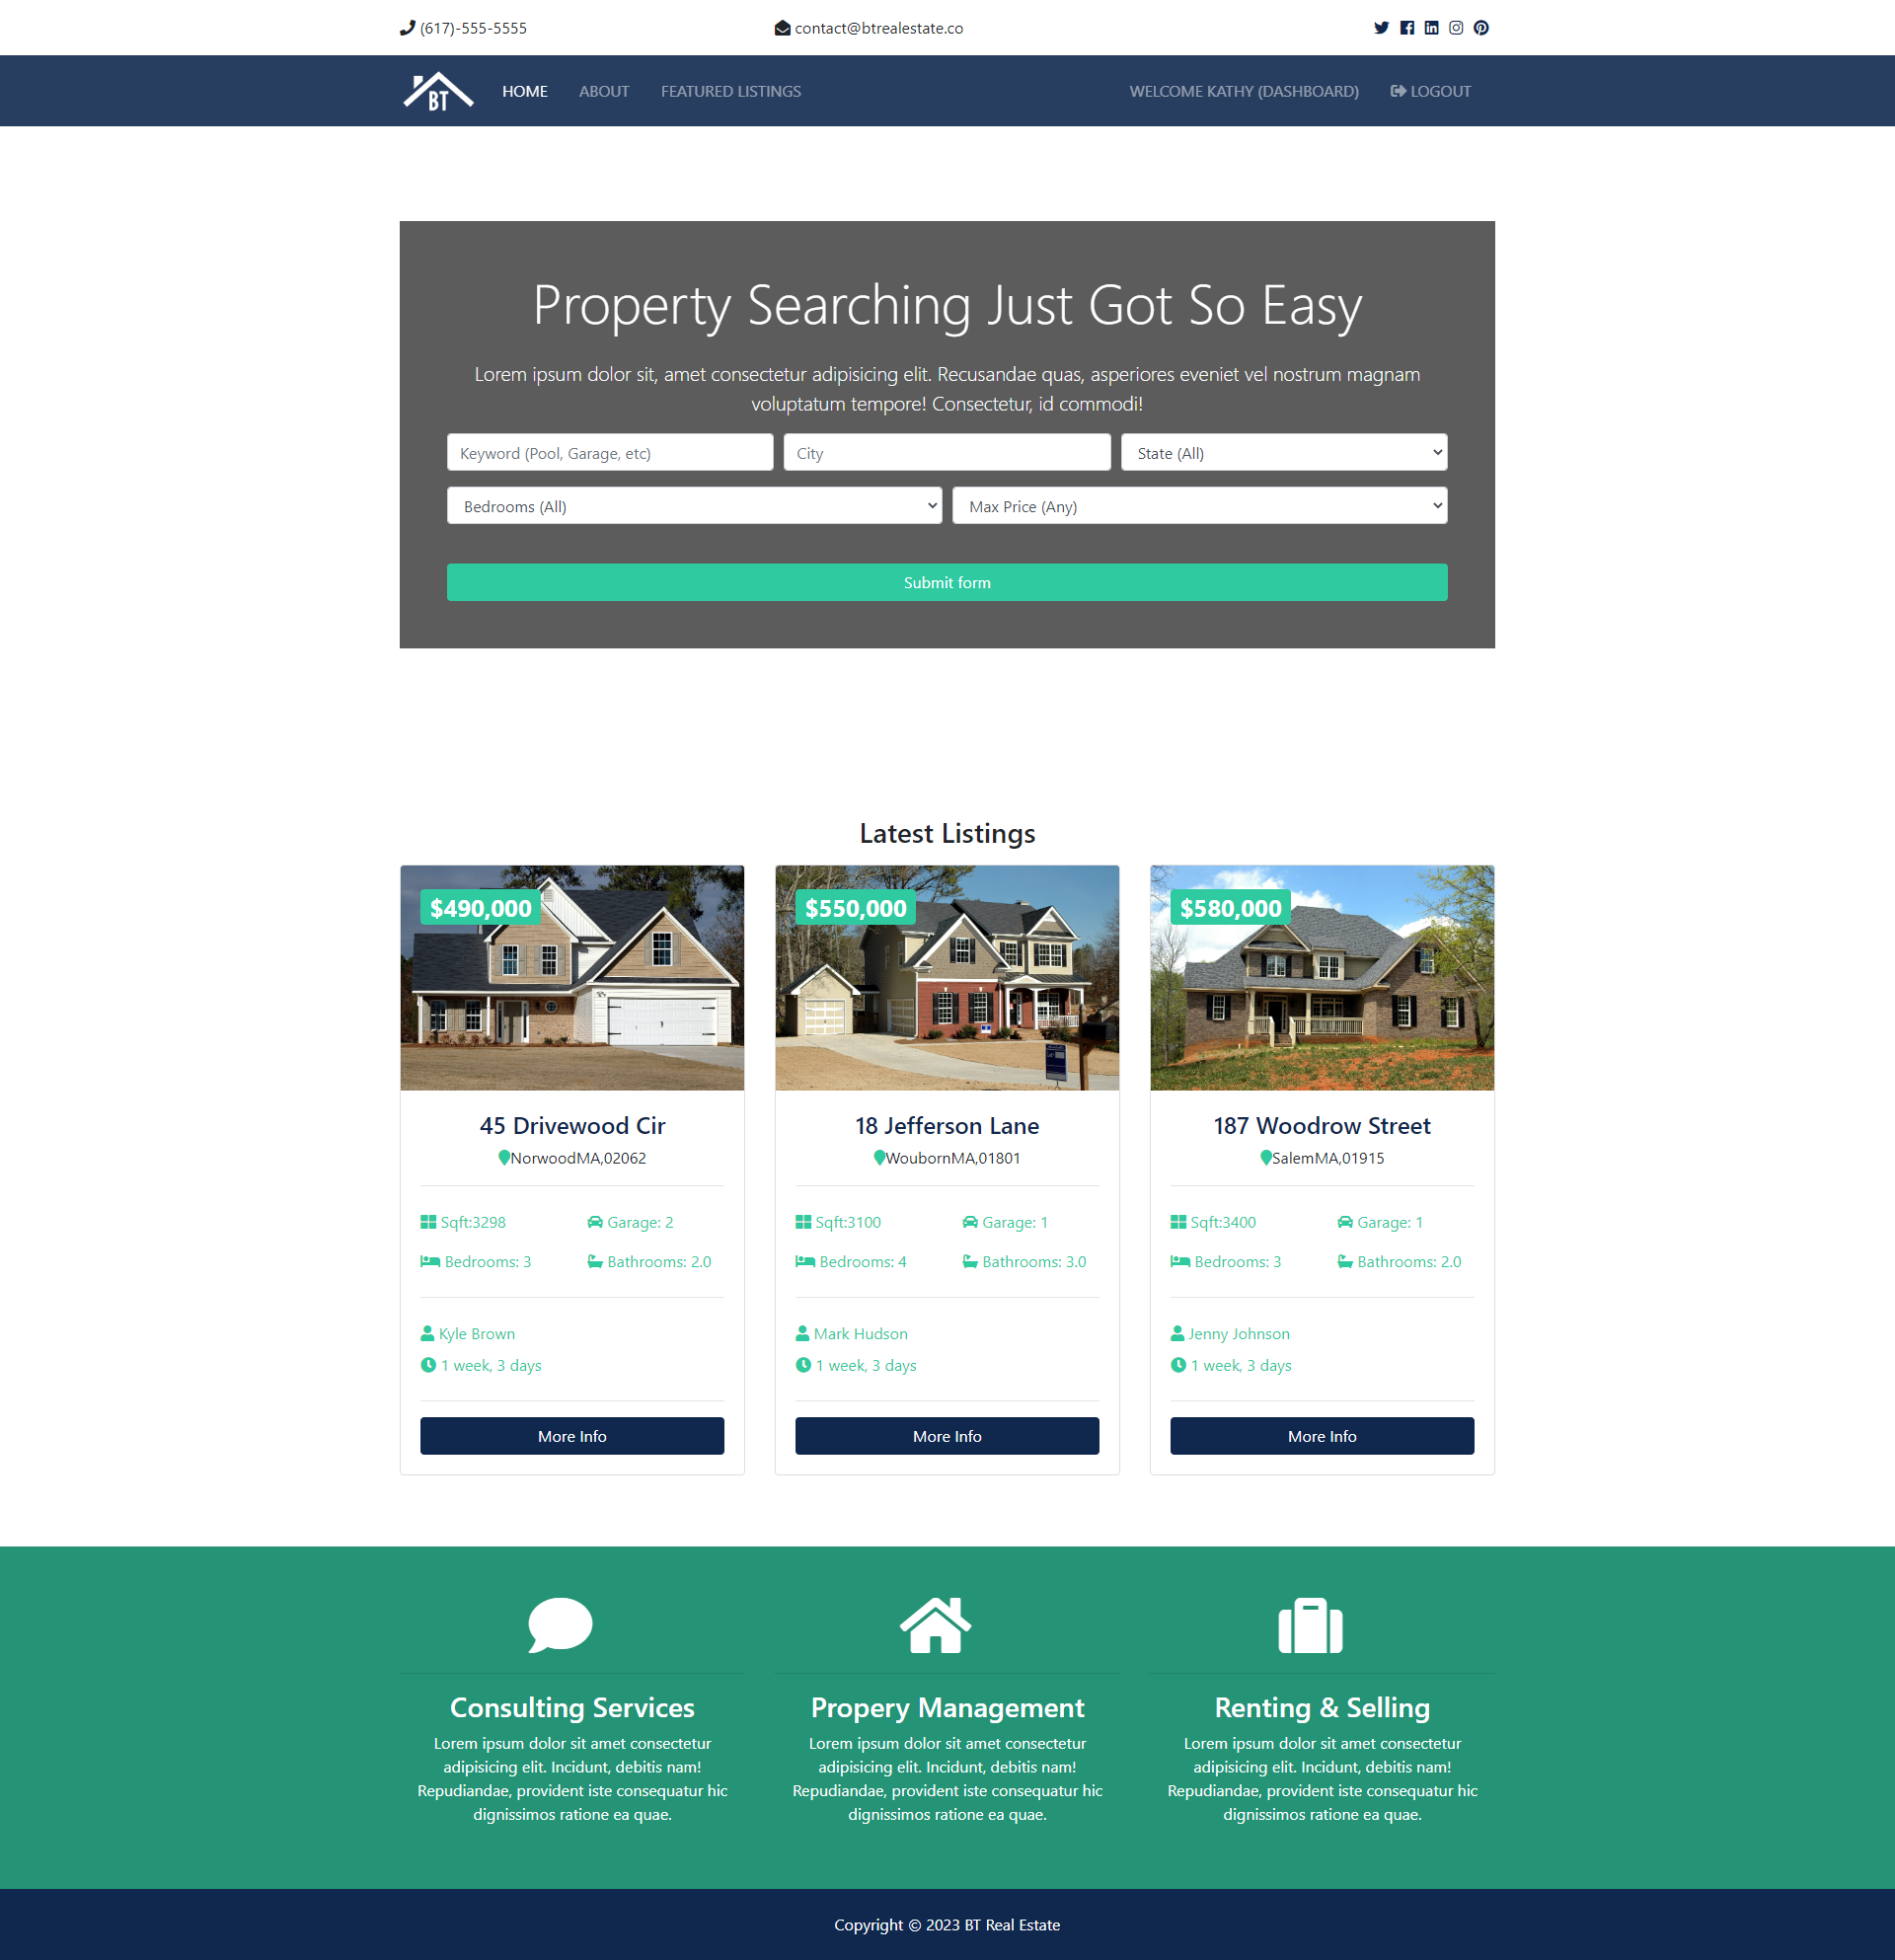 (617)-555-5555
contact@btrealestate.co
BT
HOME
ABOUT
FEATURED LISTINGS
WELCOME KATHY (DASHBOARD)
LOGOUT
Property Searching Just Got So Easy
Lorem ipsum dolor sit, amet consectetur adipisicing elit. Recusandae quas, asperiores eveniet vel nostrum magnam
voluptatum tempore! Consectetur, id commodi!
Keyword (Pool, Garage, etc)
City
State (All)
Bedrooms (All)
Max Price (Any)
Submit form
Latest Listings
$490,000
45 Drivewood Cir
NorwoodMA,02062
Sqft:3298
Garage: 2
Bedrooms: 3
Bathrooms: 2.0
Kyle Brown
1 week, 3 days
More Info
$550,000
18 Jefferson Lane
WoubornMA,01801
Sqft:3100
Garage: 1
Bedrooms: 4
Bathrooms: 3.0
Mark Hudson
1 week, 3 days
More Info
$580,000
187 Woodrow Street
SalemMA,01915
Sqft:3400
Garage: 1
Bedrooms: 3
Bathrooms: 2.0
Jenny Johnson
1 week, 3 days
More Info
Consulting Services
Lorem ipsum dolor sit amet consectetur
adipisicing elit. Incidunt, debitis nam!
Repudiandae, provident iste consequatur hic
dignissimos ratione ea quae.
Propery Management
Lorem ipsum dolor sit amet consectetur
adipisicing elit. Incidunt, debitis nam!
Repudiandae, provident iste consequatur hic
dignissimos ratione ea quae.
Renting & Selling
Lorem ipsum dolor sit amet consectetur
adipisicing elit. Incidunt, debitis nam!
Repudiandae, provident iste consequatur hic
dignissimos ratione ea quae.
Copyright © 2023 BT Real Estate